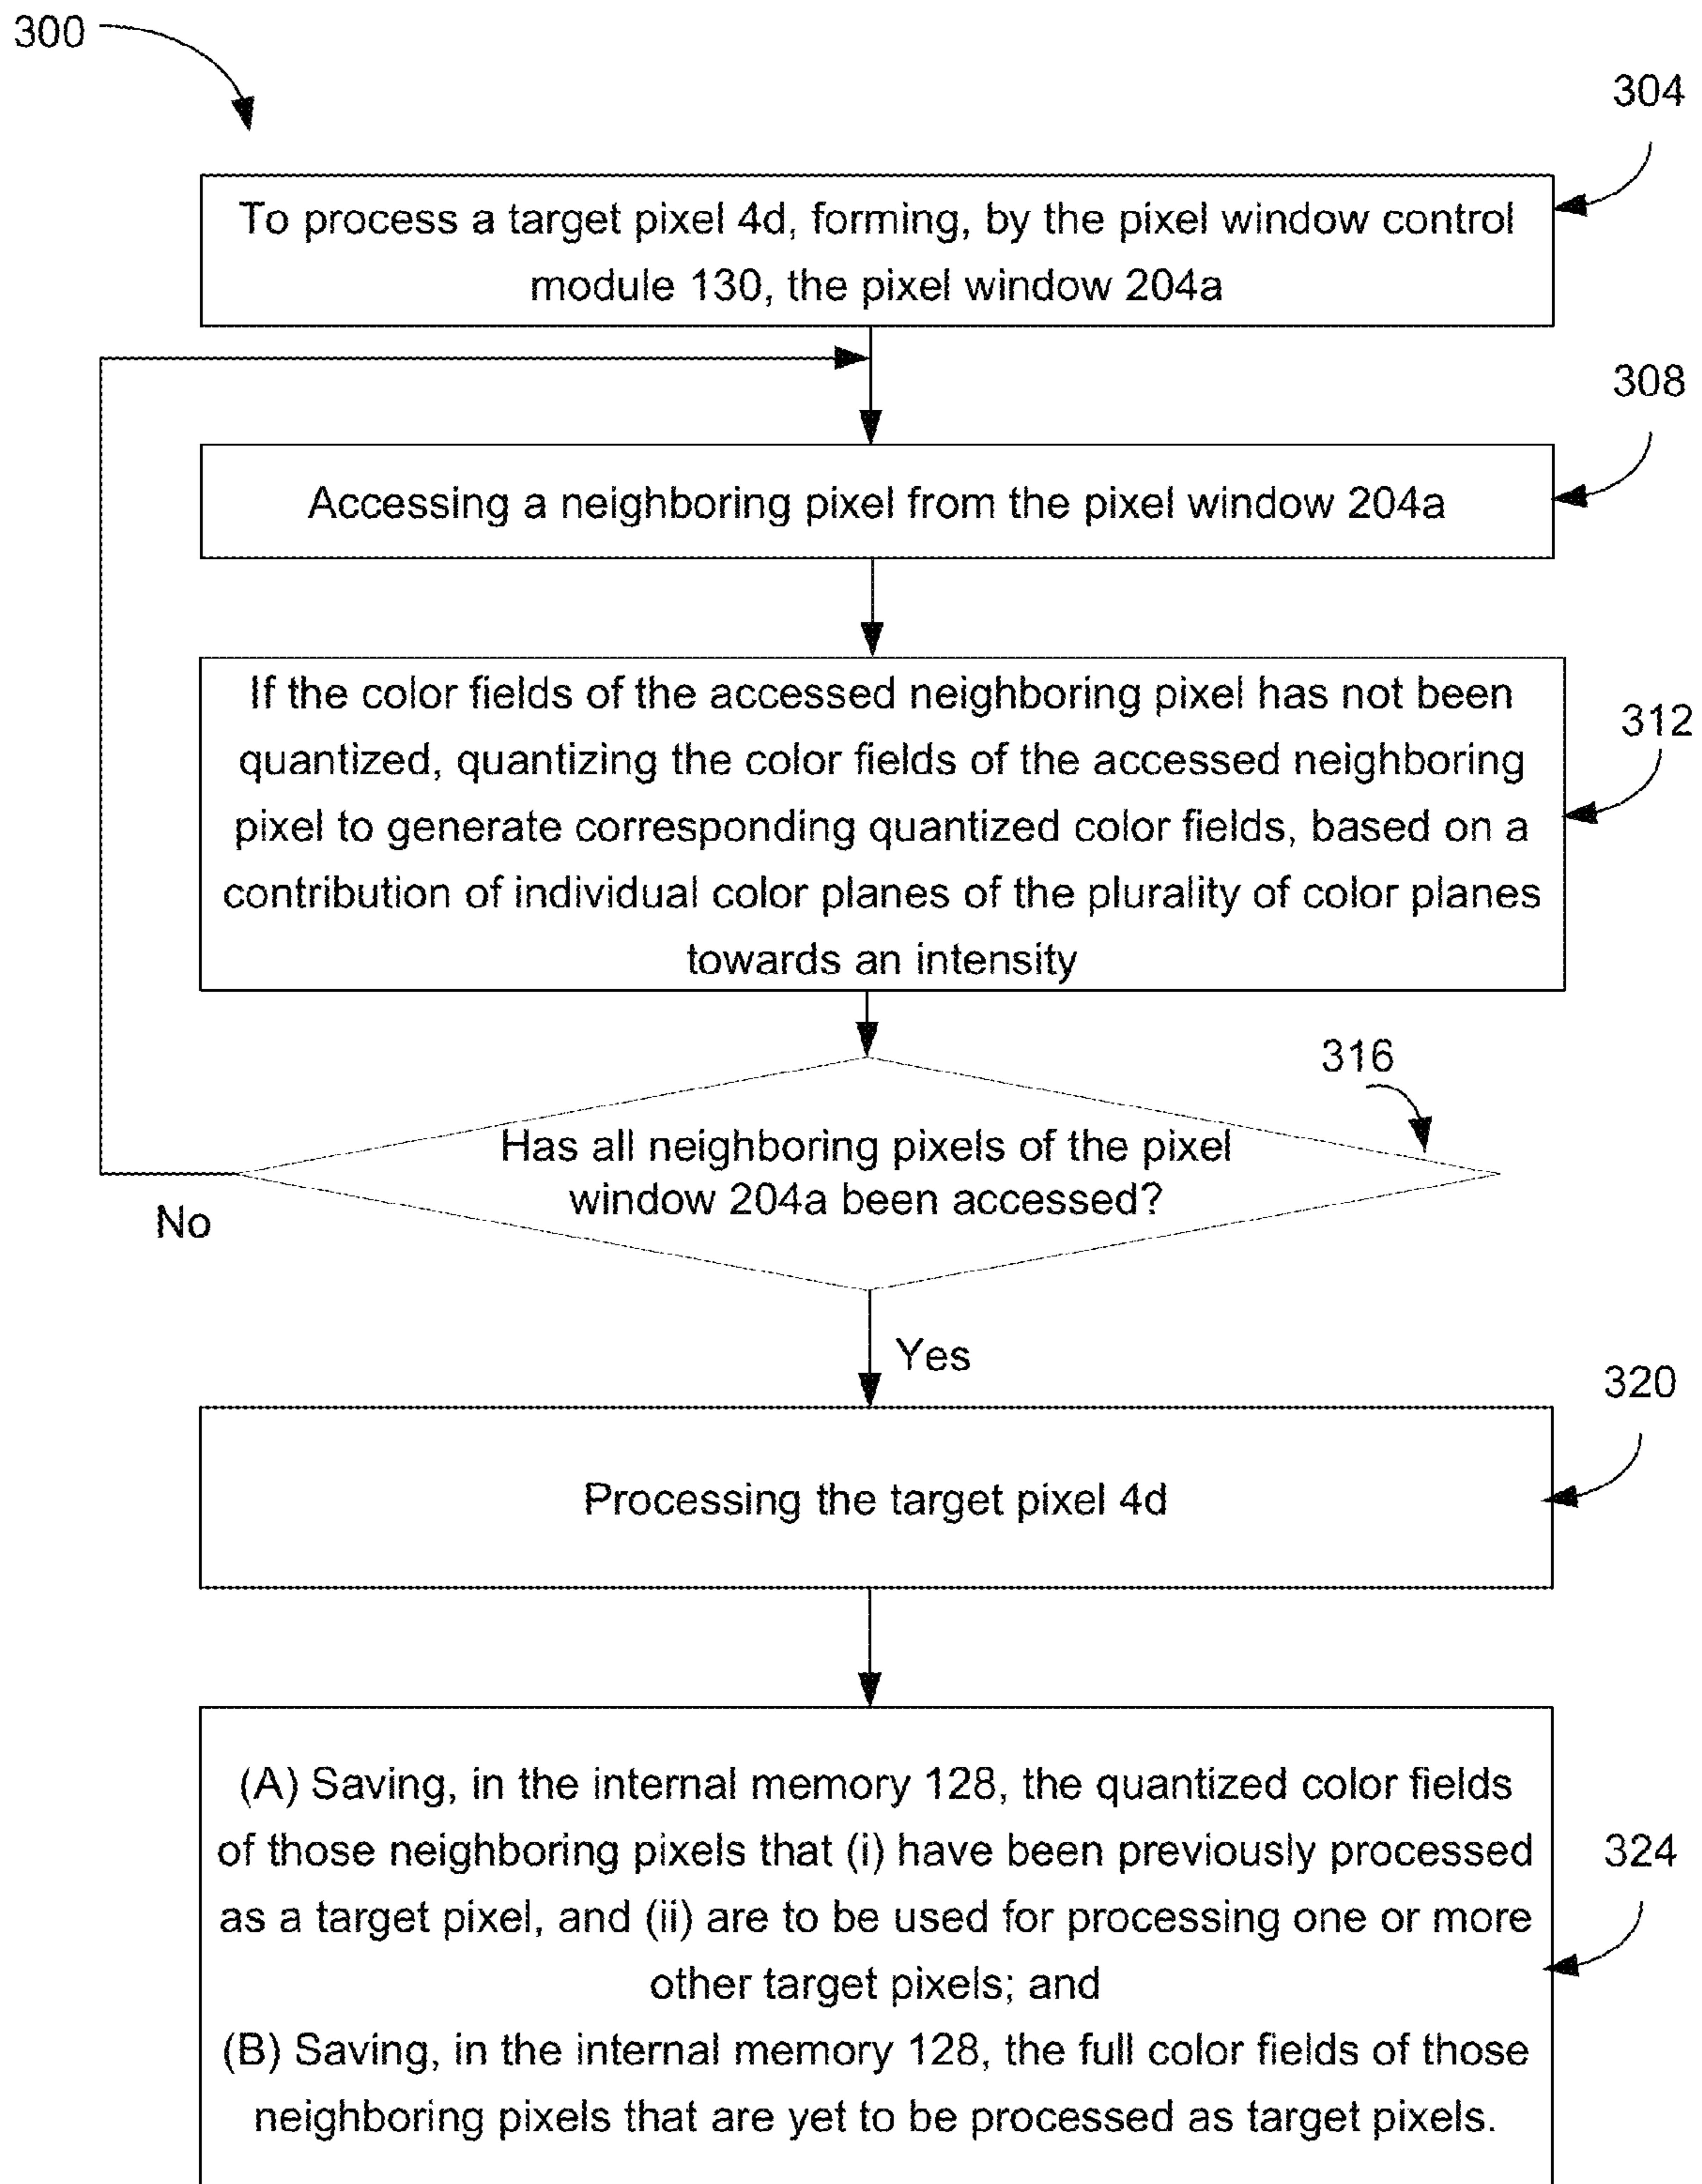 300
304
To process a target pixel 4d, forming, by the pixel window control
module 130, the pixel window 204a
308
Accessing a neighboring pixel from the pixel window 204a
312
If the color fields of the accessed neighboring pixel has not been
quantized, quantizing the color fields of the accessed neighboring
pixel to generate corresponding quantized color fields, based on a
contribution of individual color planes of the plurality of color planes
towards an intensity
316
Has all neighboring pixels of the pixel
window 204a been accessed?
No
Yes
320
Processing the target pixel 4d
324
(A) Saving, in the internal memory 128, the quantized color fields
of those neighboring pixels that (i) have been previously processed
as a target pixel, and (ii) are to be used for processing one or more
other target pixels; and
(B) Saving, in the internal memory 128, the full color fields of those
neighboring pixels that are yet to be processed as target pixels.